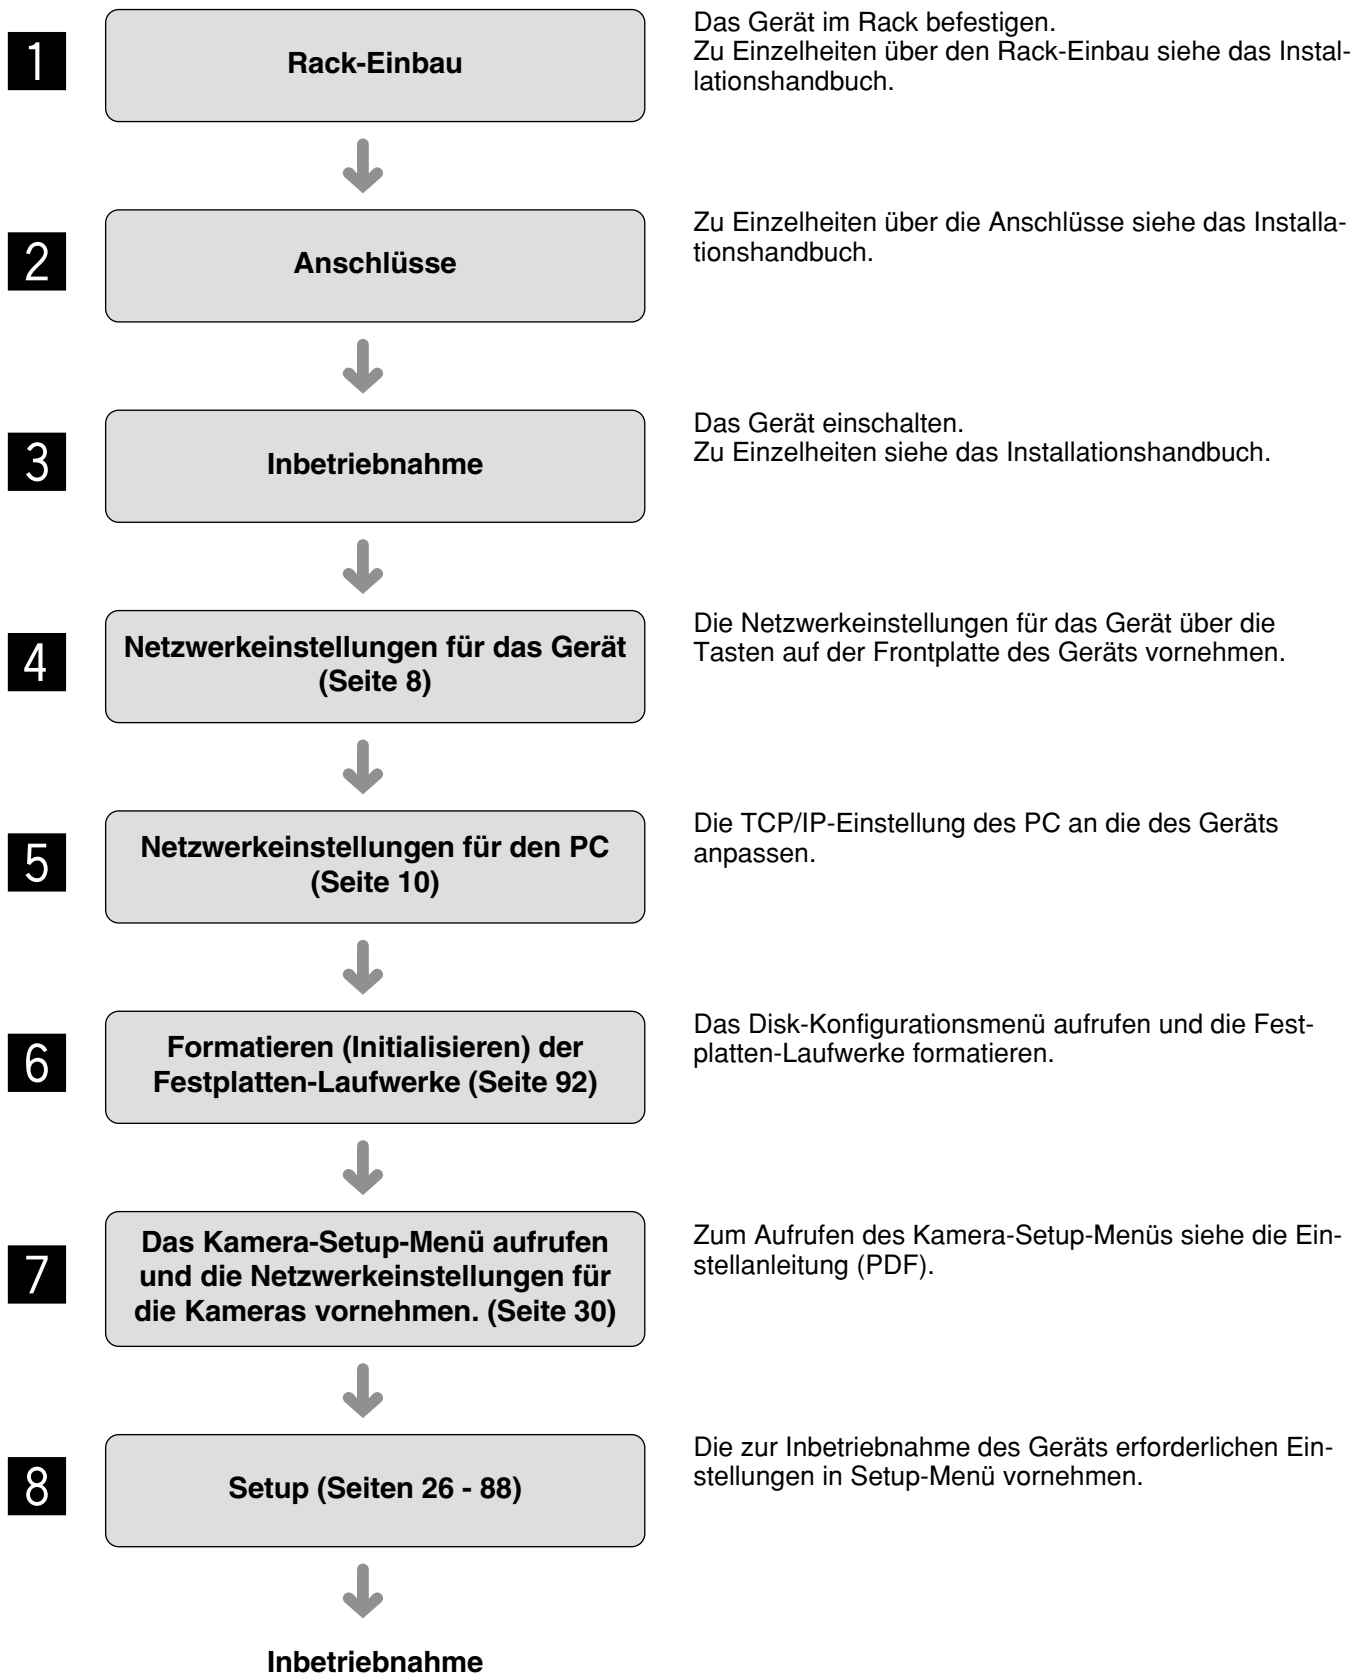 1
Rack-Einbau
Das Gerät im Rack befestigen.
Zu Einzelheiten über den Rack-Einbau siehe das Instal-
lationshandbuch.
2
Anschlüsse
Zu Einzelheiten über die Anschlüsse siehe das Installa-
tionshandbuch.
3
Inbetriebnahme
Das Gerät einschalten.
Zu Einzelheiten siehe das Installationshandbuch.
4
Netzwerkeinstellungen für das Gerät
(Seite 8)
Die Netzwerkeinstellungen für das Gerät über die
Tasten auf der Frontplatte des Geräts vornehmen.
5
Netzwerkeinstellungen für den PC
(Seite 10)
Die TCP/IP-Einstellung des PC an die des Geräts
anpassen.
6
Formatieren (Initialisieren) der
Festplatten-Laufwerke (Seite 92)
Das Disk-Konfigurationsmenü aufrufen und die Fest-
platten-Laufwerke formatieren.
7
Das Kamera-Setup-Menü aufrufen
und die Netzwerkeinstellungen für
die Kameras vornehmen. (Seite 30)
Zum Aufrufen des Kamera-Setup-Menüs siehe die Ein-
stellanleitung (PDF).
8
Setup (Seiten 26 - 88)
Die zur Inbetriebnahme des Geräts erforderlichen Ein-
stellungen in Setup-Menü vornehmen.
Inbetriebnahme